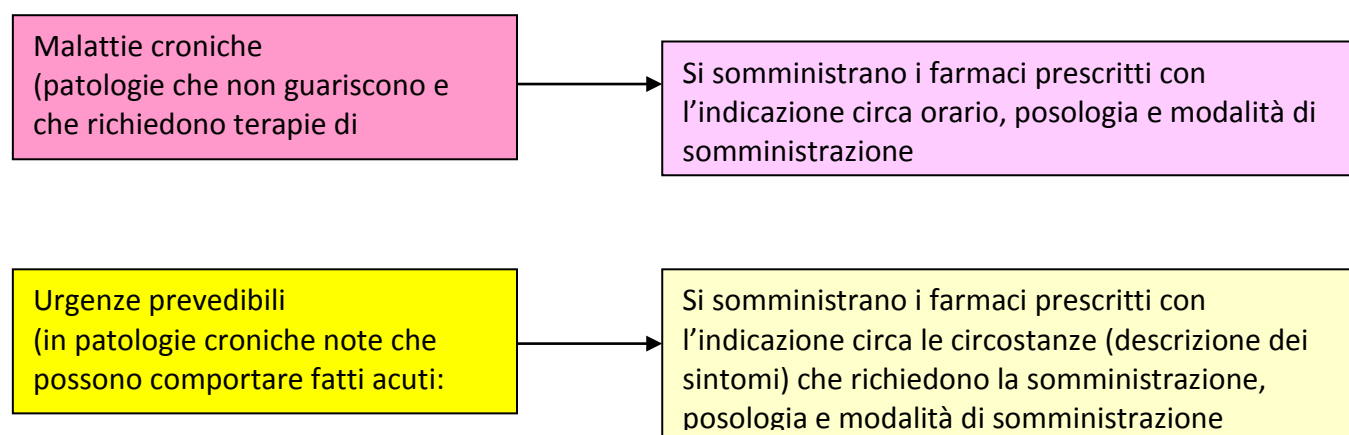 Malattie croniche
(patologie che non guariscono e
che richiedono terapie di
Si somministrano i farmaci prescritti con
l’indicazione circa orario, posologia e modalità di
somministrazione
Urgenze prevedibili
(in patologie croniche note che
possono comportare fatti acuti:
Si somministrano i farmaci prescritti con
l’indicazione circa le circostanze (descrizione dei
sintomi) che richiedono la somministrazione,
posologia e modalità di somministrazione